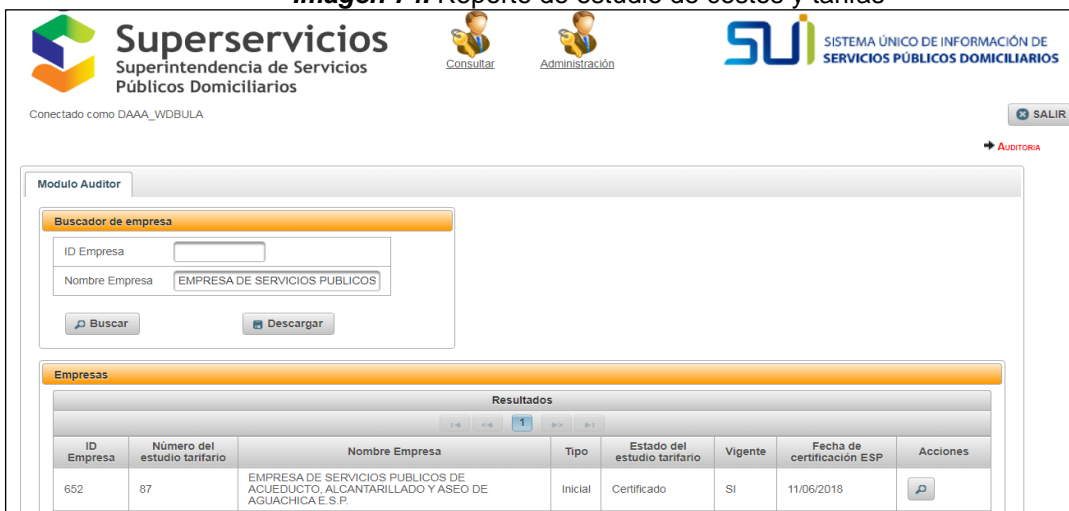 Imagen 74. Reporte de estudio de costos y tarifas
Superservicios
Superintendencia de Servicios
Públicos Domiciliarios
Consultar
Administración
sui
SISTEMA ÚNICO DE INFORMACIÓN DE
SERVICIOS PÚBLICOS DOMICILIARIOS
Conectado como DAAA_WDBULA
SALIR
AUDITORIA
Modulo Auditor
Buscador de empresa
ID Empresa
Nombre Empresa EMPRESA DE SERVICIOS PUBLICOS
Buscar Descargar
Empresas
Resultados
1
ID Empresa Número del estudio tarifario Nombre Empresa Tipo Estado del estudio tarifario Vigente Fecha de certificación ESP Acciones
652 87 EMPRESA DE SERVICIOS PUBLICOS DE
ACUEDUCTO, ALCANTARILLADO Y ASEO DE
AGUACHICA E.S.P. Inicial Certificado SI 11/06/2018